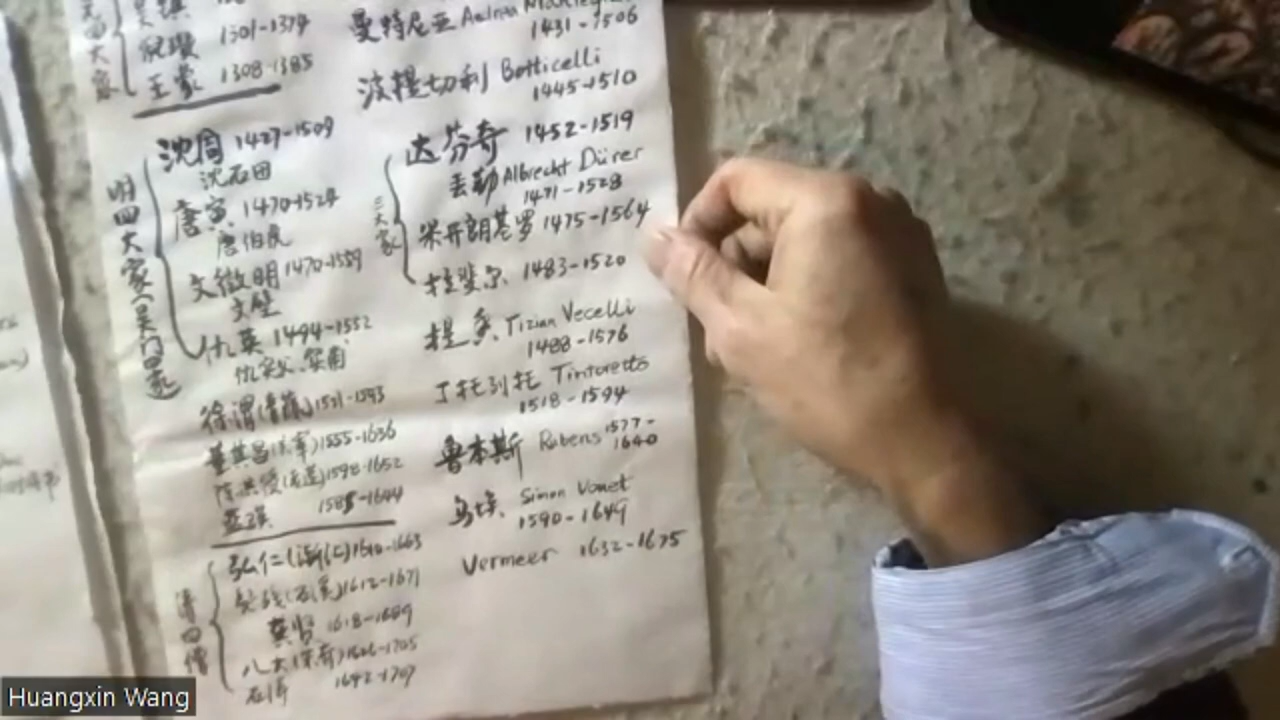 元四大家
倪瓒 1301-1374
王蒙 1308-1385
明四大家(吴门四家)
沈周 1427-1509
沈石田
唐寅 1470-1524
唐伯虎
文徵明 1470-1559
文壁
仇英 1494-1552
仇实父、实甫
徐渭(青藤)1521-1593
董其昌(思翁)1555-1636
陈洪绶(老莲)1598-1652
蓝瑛 1585-1644
清四僧
弘仁(渐江)1610-1663
髡残(石溪)1612-1671
龚贤 1618-1689
八大(朱耷)1626-1705
石涛 1642-1707
曼特尼亚 Andrea
1431-1506
波提切利 Botticelli
1445-1510
三大家
达芬奇 1452-1519
丢勒 Albrecht Dürer
1471-1528
米开朗基罗 1475-1564
拉斐尔 1483-1520
提香 Tizian Vecelli
1488-1576
丁托列托 Tintoretto
1518-1594
鲁本斯 Rubens 1577-
1640
乌埃 Simon Vouet
1590-1649
Vermeer 1632-1675
Huangxin Wang